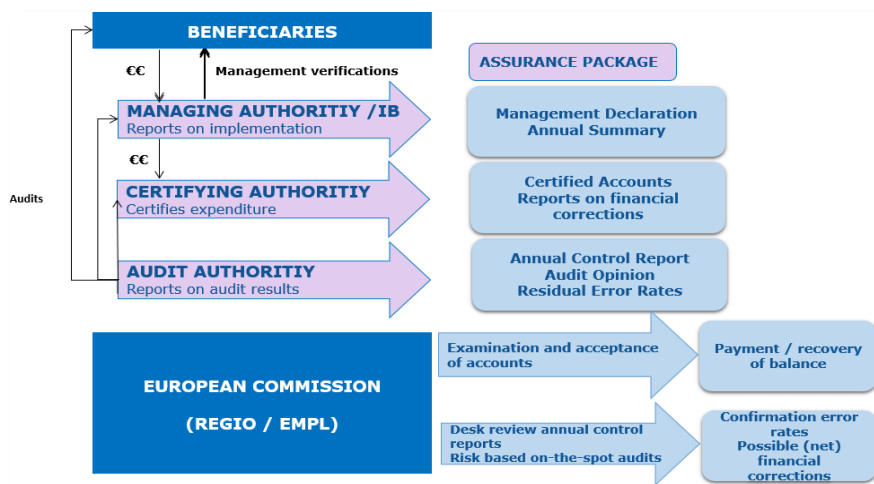 BENEFICIARIES
€€
Management verifications
ASSURANCE PACKAGE
MANAGING AUTHORITIY /IB
Reports on implementation
Management Declaration
Annual Summary
€€
Audits
CERTIFYING AUTHORITIY
Certifies expenditure
Certified Accounts
Reports on financial
corrections
AUDIT AUTHORITIY
Reports on audit results
Annual Control Report
Audit Opinion
Residual Error Rates
EUROPEAN COMMISSION
(REGIO / EMPL)
Examination and acceptance
of accounts
Payment / recovery
of balance
Desk review annual control
reports
Risk based on-the-spot audits
Confirmation error
rates
Possible (net)
financial
corrections